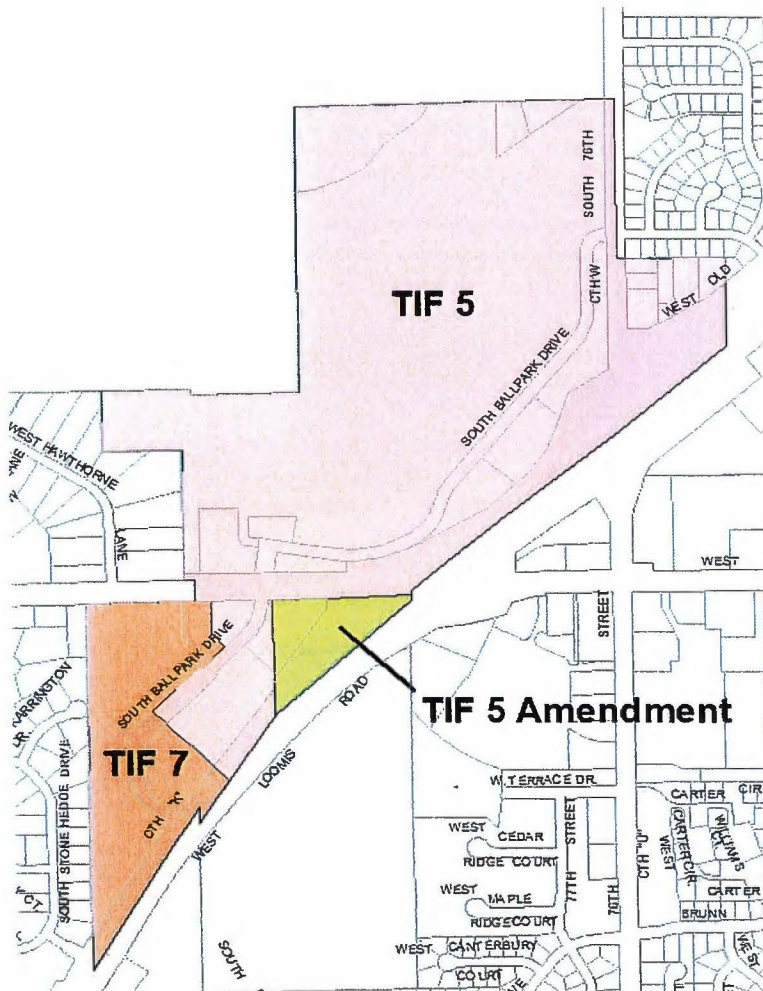 SOUTH 76TH
CTH W
TIF 5
WEST OLD
SOUTH BALLPARK DRIVE
WEST HAWTHORNE
LANE
WEST
STREET
SOUTH BALL PARK DRIVE
ROAD
TIF 5 Amendment
TIF 7
LOOMIS
WEST
CTH "K"
SOUTH STONE HEDGE DRIVE
DR.
W. TERRACE DR.
WEST
CEDAR
RIDGE COURT
WEST
MAPLE
RIDGE COURT
77TH STREET
76TH
CTH "U"
CARTER CIR
WEST
CARTER CIR.
WILLIAMS
CARTER
BRUNN
WEST CANTERBURY
COURT
SOUTH
WEST